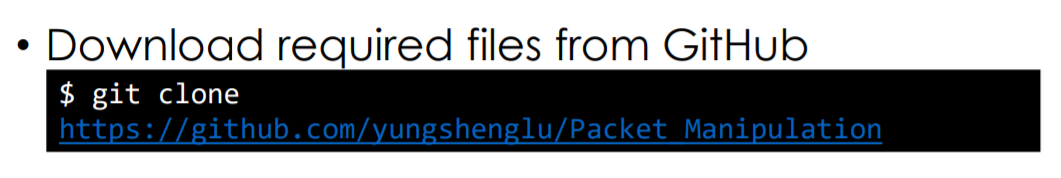 • Download required files from GitHub
$ git clone
https://github.com/yungshenglu/Packet_Manipulation